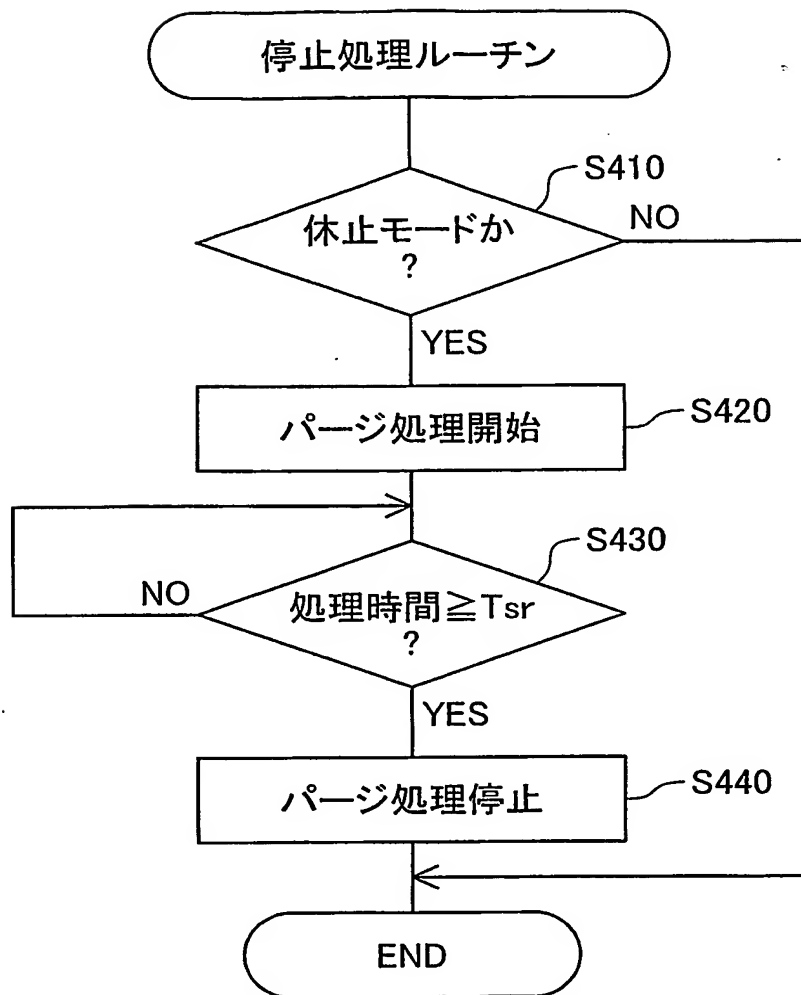 停止処理ルーチン
S410
休止モードか
?
NO
YES
パージ処理開始
S420
S430
NO
処理時間≧Tsr
?
YES
パージ処理停止
S440
END